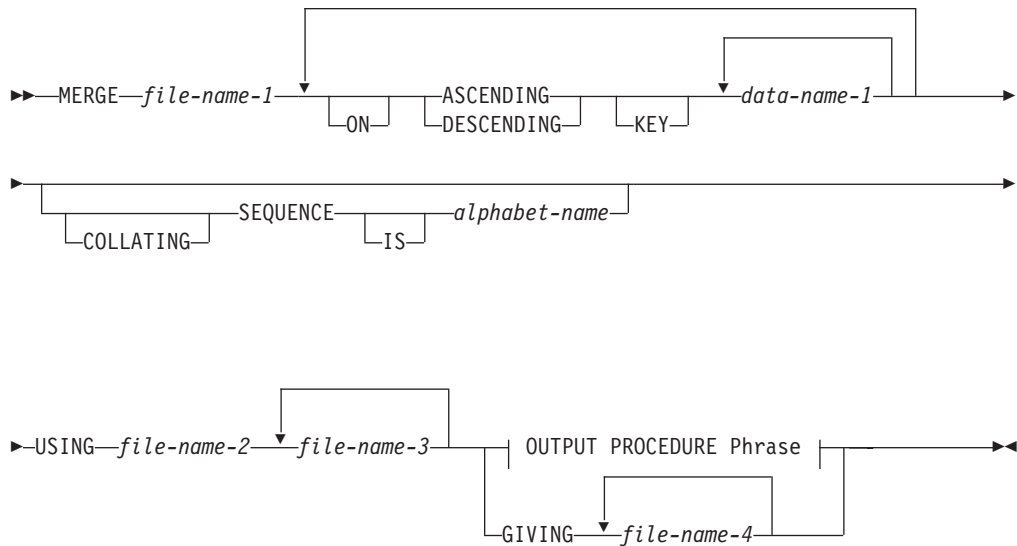 MERGE file-name-1 ASCENDING data-name-1
ON DESCENDING KEY
SEQUENCE alphabet-name
COLLATING IS
USING file-name-2 file-name-3 OUTPUT PROCEDURE Phrase
GIVING file-name-4